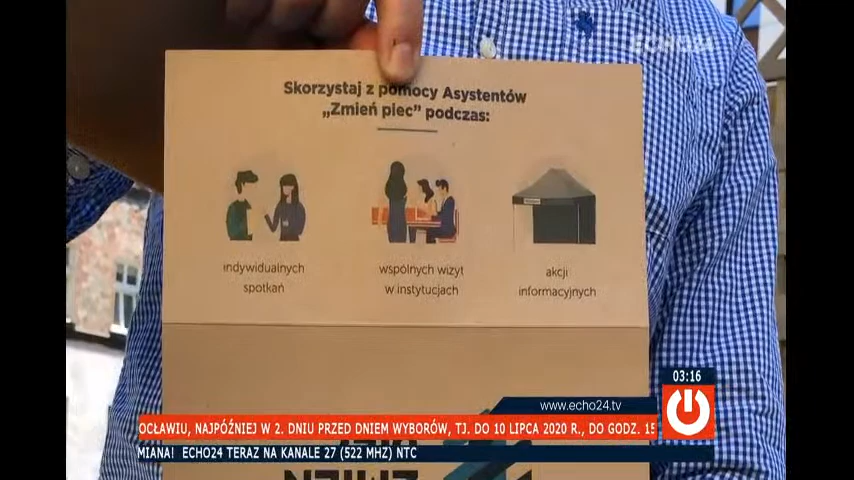 ECHO24
Skorzystaj z pomocy Asystentów
„Zmień piec” podczas:
indywidualnych
spotkań
wspólnych wizyt
w instytucjach
akcji
informacyjnych
03:16
www.echo24.tv
OCŁAWIU, NAJPÓŹNIEJ W 2. DNIU PRZED DNIEM WYBORÓW, TJ. DO 10 LIPCA 2020 R., DO GODZ. 15
MIANA! ECHO24 TERAZ NA KANALE 27 (522 MHZ) NTC